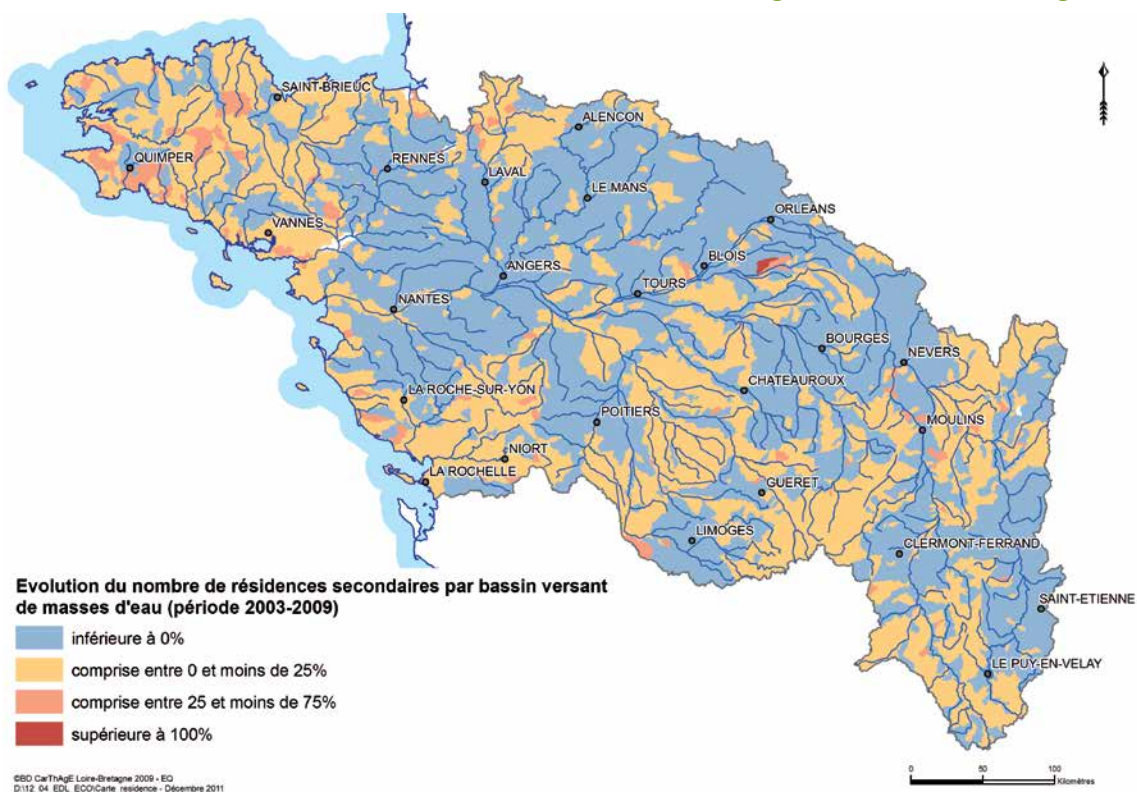 SAINT-BRIEUC
ALENCON
QUIMPER
RENNES
LAVAL
LE MANS
ORLEANS
VANNES
BLOIS
ANGERS
TOURS
NANTES
BOURGES
NEVERS
CHATEAUROUX
LA ROCHE-SUR-YON
POITIERS
MOULINS
NIORT
LA ROCHELLE
GUERET
LIMOGES
CLERMONT-FERRAND
SAINT-ETIENNE
LE PUY-EN-VELAY
Evolution du nombre de résidences secondaires par bassin versant
de masses d'eau (période 2003-2009)
inférieure à 0%
comprise entre 0 et moins de 25%
comprise entre 25 et moins de 75%
supérieure à 100%
0 50 100
Kilomètres
©BD CarThAgE Loire-Bretagne 2009 - EQ
D:\12_04_EDL_ECO\Carte_residence - Décembre 2011